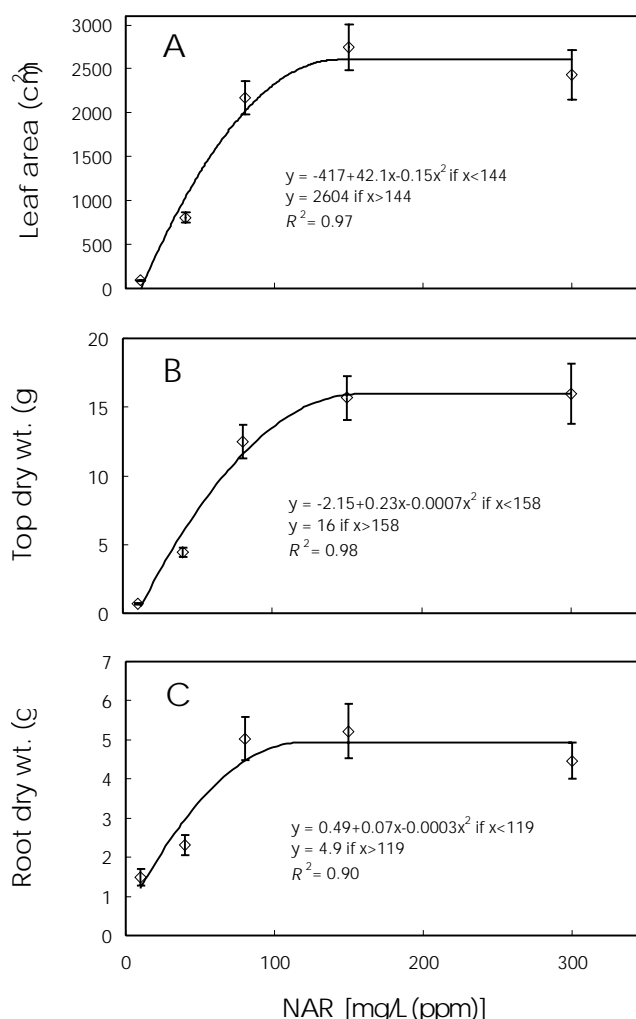 A
Leaf area (cm²)
3000
2500
2000
1500
1000
500
0
y = -417+42.1x-0.15x² if x<144
y = 2604 if x>144
R² = 0.97
B
Top dry wt. (g
20
15
10
5
0
y = -2.15+0.23x-0.0007x² if x<158
y = 16 if x>158
R² = 0.98
C
Root dry wt. (g
7
6
5
4
3
2
1
0
y = 0.49+0.07x-0.0003x² if x<119
y = 4.9 if x>119
R² = 0.90
0 100 200 300
NAR [mg/L(ppm)]